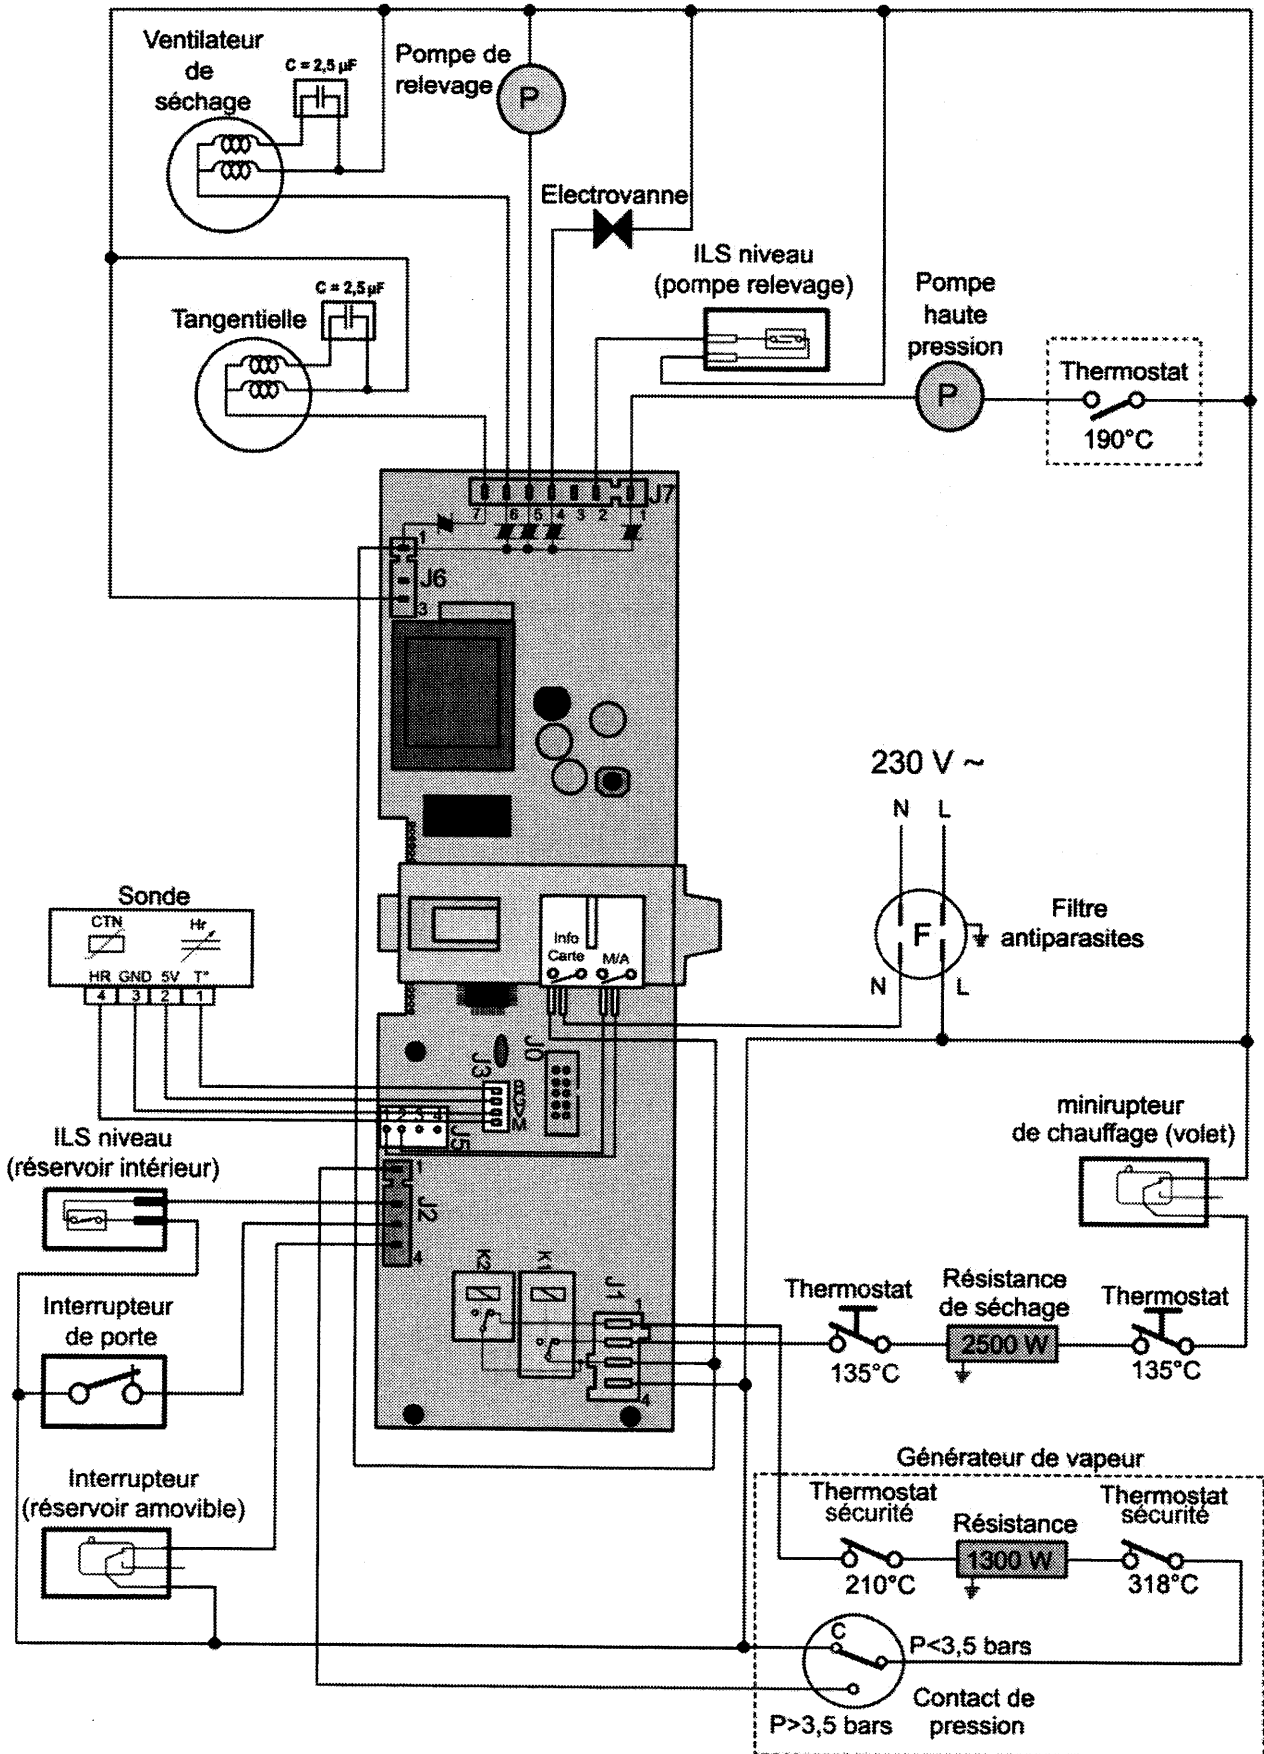 Ventilateur
de
séchage
C = 2,5 µF
Pompe de
relevage
P
Electrovanne
ILS niveau
(pompe relevage)
Pompe
haute
pression
P
Thermostat
190°C
Tangentielle
C = 2,5 µF
J7
7 6 5 4 3 2 1
1
J6
3
230 V ~
N L
F
Filtre
antiparasites
N L
Sonde
CTN Hr
HR GND 5V T°
4 3 2 1
Info
Carte M/A
J0
J3
B
C
V
M
1 2 3 4
J5
ILS niveau
(réservoir intérieur)
1
J2
4
minirupteur
de chauffage (volet)
K2 K1
J1
1
4
Interrupteur
de porte
Thermostat
135°C
Résistance
de séchage
2500 W
Thermostat
135°C
Interrupteur
(réservoir amovible)
Générateur de vapeur
Thermostat
sécurité
210°C
Résistance
1300 W
Thermostat
sécurité
318°C
C
P<3,5 bars
P>3,5 bars
Contact de
pression